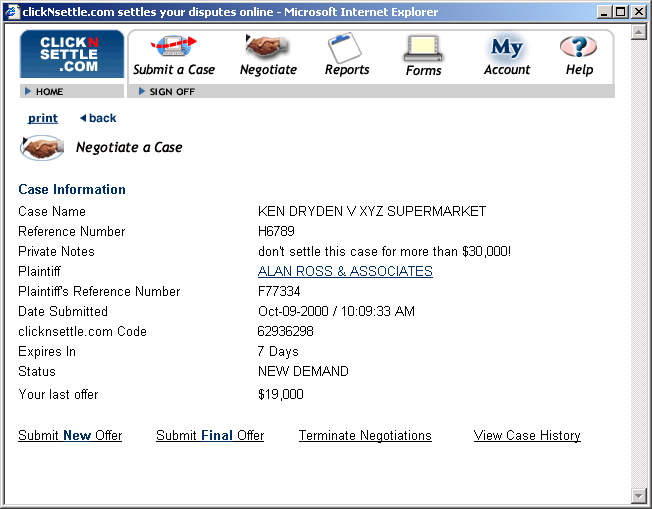 clickNsettle.com settles your disputes online - Microsoft Internet Explorer
CLICKN
SETTLE
.COM
Submit a Case Negotiate Reports Forms My Account Help
HOME SIGN OFF
print back
Negotiate a Case
Case Information
Case Name KEN DRYDEN V XYZ SUPERMARKET
Reference Number H6789
Private Notes don't settle this case for more than $30,000!
Plaintiff ALAN ROSS & ASSOCIATES
Plaintiff's Reference Number F77334
Date Submitted Oct-09-2000 / 10:09:33 AM
clicknsettle.com Code 62936298
Expires In 7 Days
Status NEW DEMAND
Your last offer $19,000
Submit New Offer Submit Final Offer Terminate Negotiations View Case History